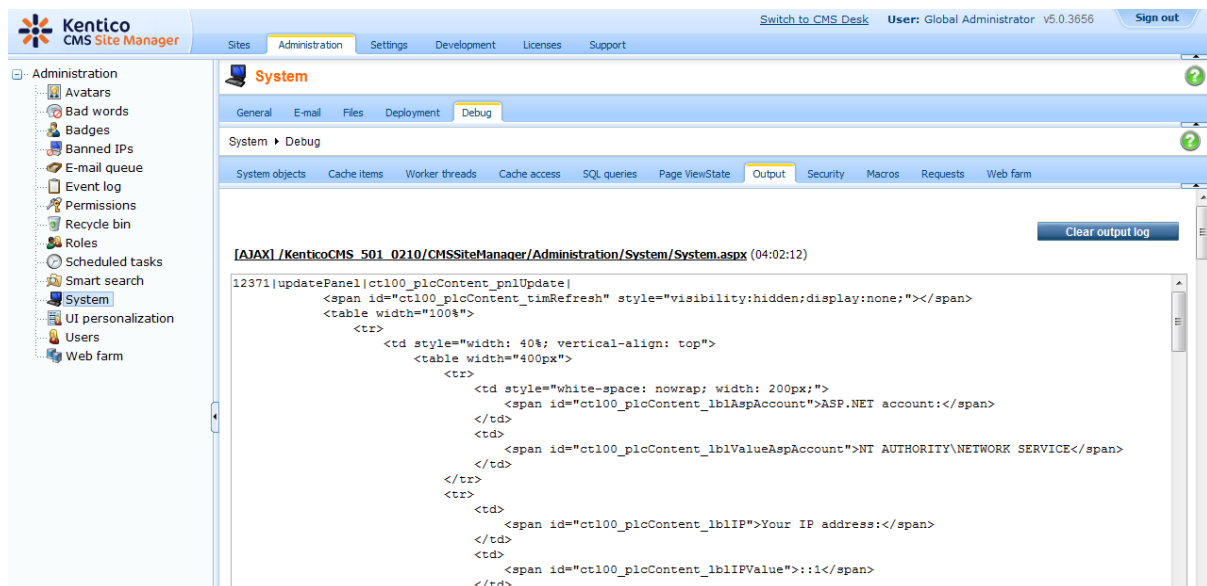 Kentico
CMS Site Manager
Switch to CMS Desk User: Global Administrator v5.0.3656 Sign out
Sites Administration Settings Development Licenses Support
Administration
Avatars
Bad words
Badges
Banned IPs
E-mail queue
Event log
Permissions
Recycle bin
Roles
Scheduled tasks
Smart search
System
UI personalization
Users
Web farm
System
General E-mail Files Deployment Debug
System ▸ Debug
System objects Cache items Worker threads Cache access SQL queries Page ViewState Output Security Macros Requests Web farm
Clear output log
[AJAX] /KenticoCMS_501_0210/CMSSiteManager/Administration/System/System.aspx (04:02:12)
12371|updatePanel|ctl00_plcContent_pnlUpdate|
<span id="ctl00_plcContent_timRefresh" style="visibility:hidden;display:none;"></span>
<table width="100%">
<tr>
<td style="width: 40%; vertical-align: top">
<table width="400px">
<tr>
<td style="white-space: nowrap; width: 200px;">
<span id="ctl00_plcContent_lblAspAccount">ASP.NET account:</span>
</td>
<td>
<span id="ctl00_plcContent_lblValueAspAccount">NT AUTHORITY\NETWORK SERVICE</span>
</td>
</tr>
<tr>
<td>
<span id="ctl00_plcContent_lblIP">Your IP address:</span>
</td>
<td>
<span id="ctl00_plcContent_lblIPValue">::1</span>
</td>